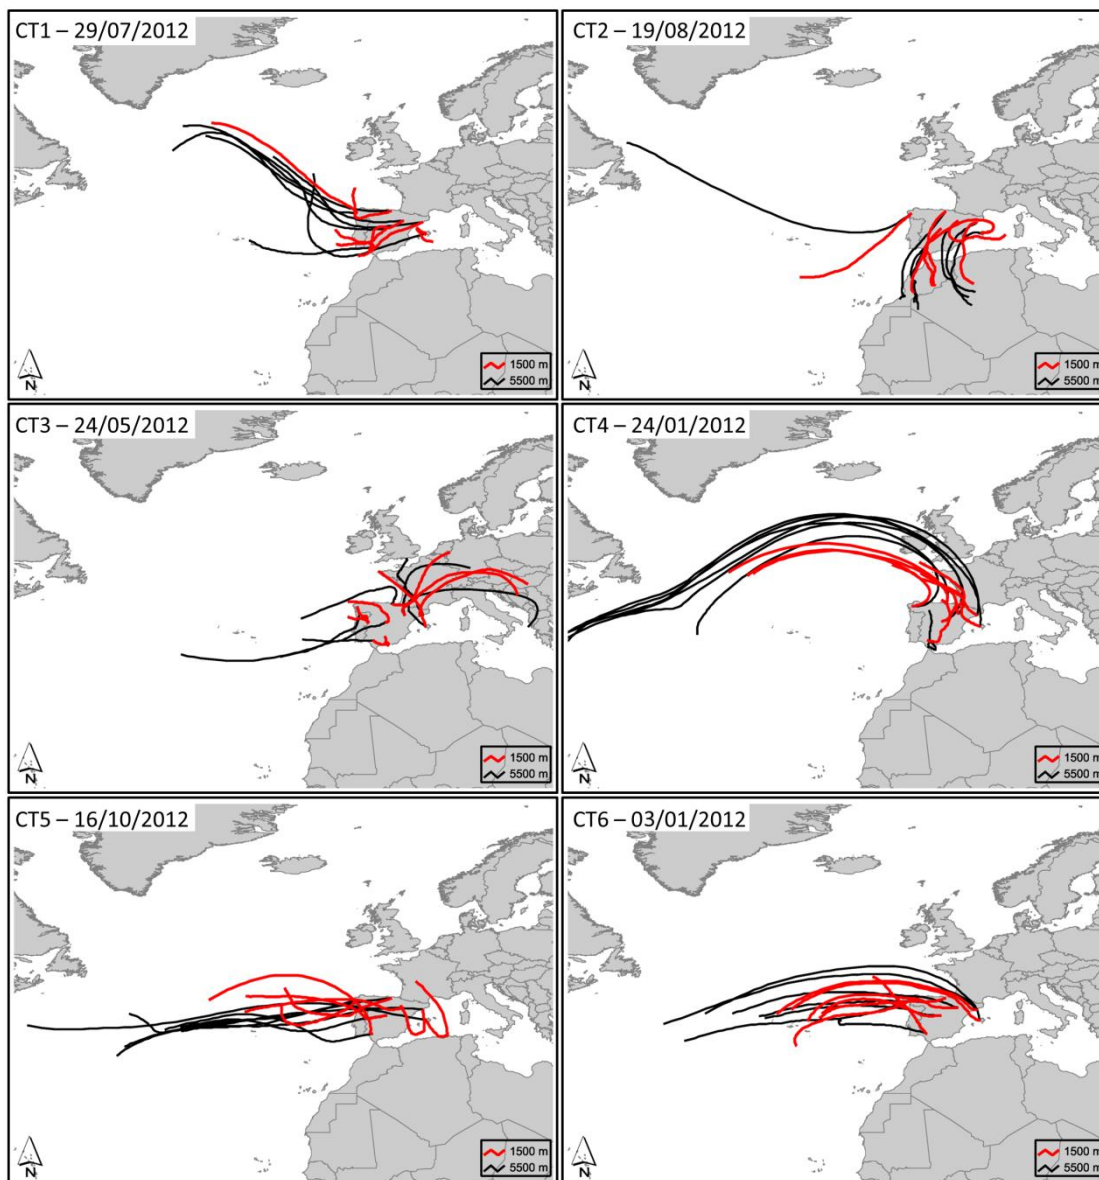 CT1 – 29/07/2012
N
1500 m
5500 m
CT2 – 19/08/2012
N
1500 m
5500 m
CT3 – 24/05/2012
N
1500 m
5500 m
CT4 – 24/01/2012
N
1500 m
5500 m
CT5 – 16/10/2012
N
1500 m
5500 m
CT6 – 03/01/2012
N
1500 m
5500 m